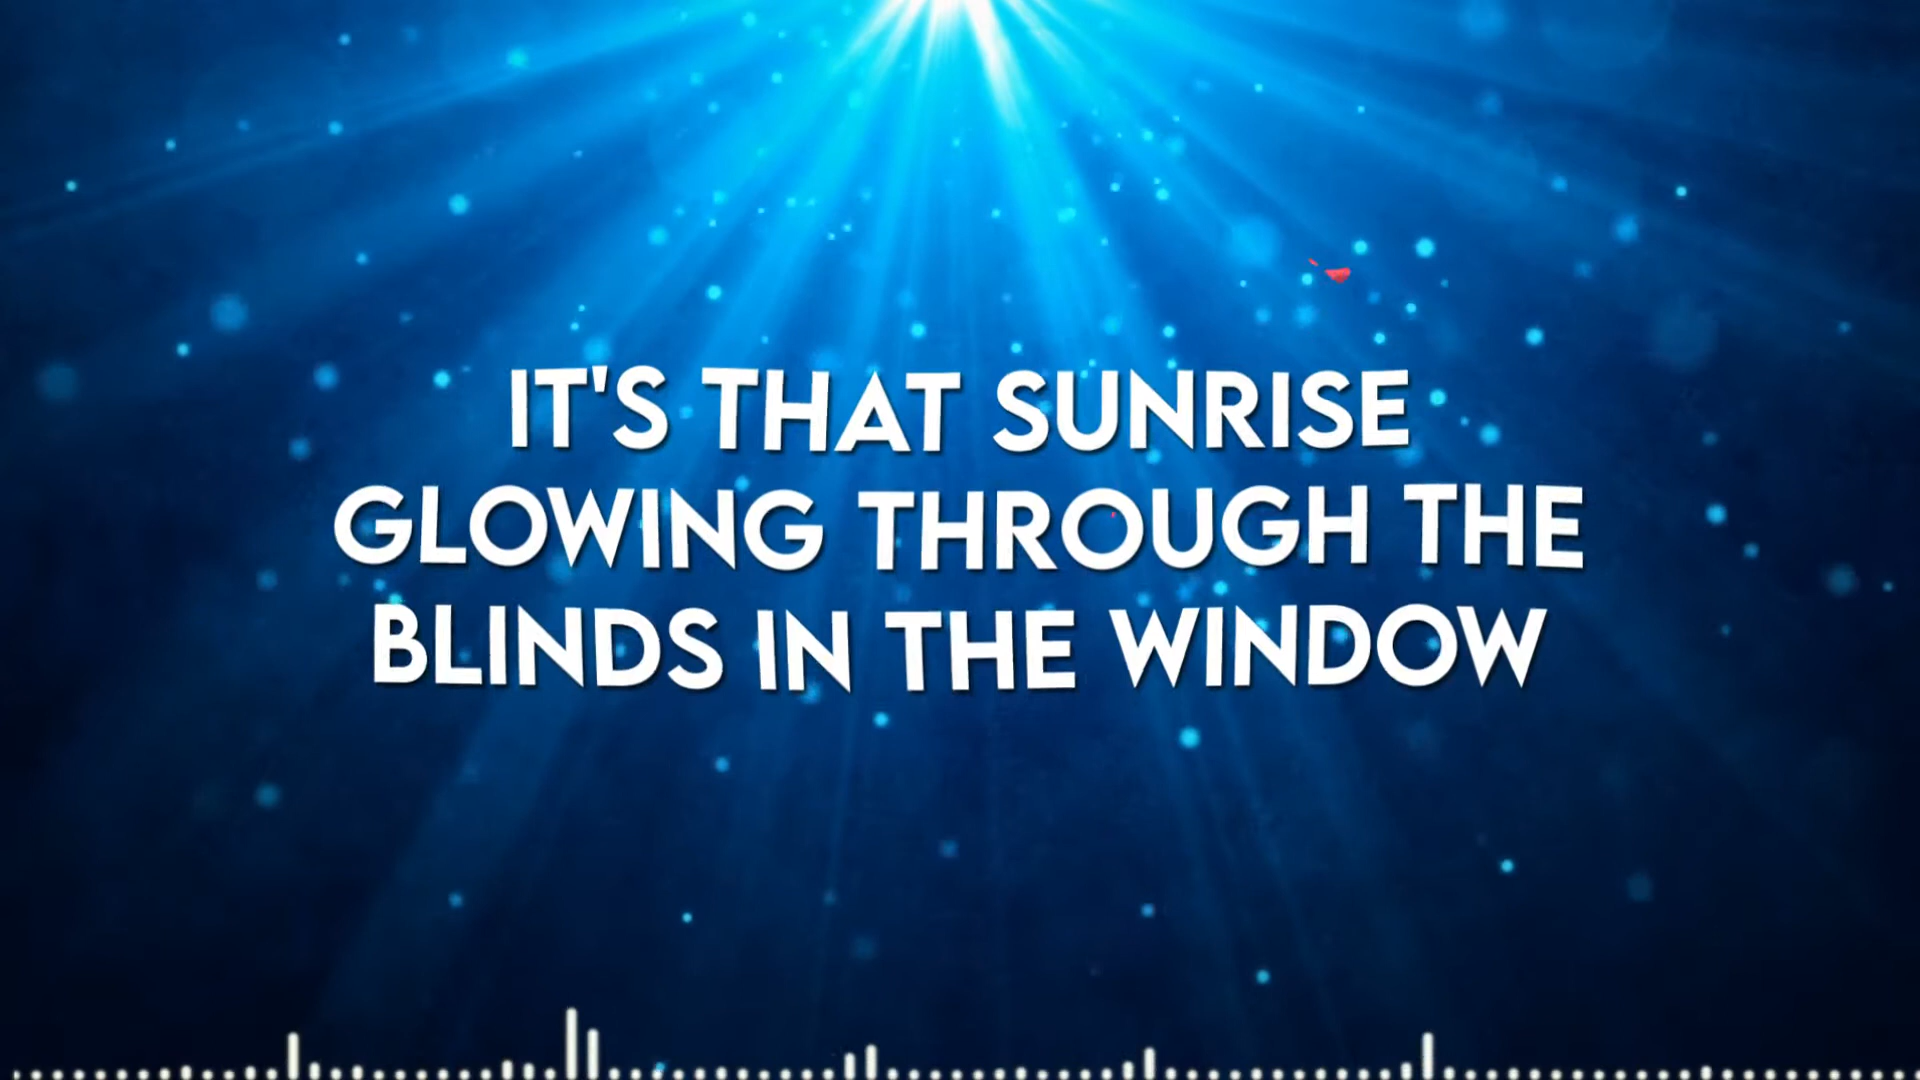 IT'S THAT SUNRISE
GLOWING THROUGH THE
BLINDS IN THE WINDOW